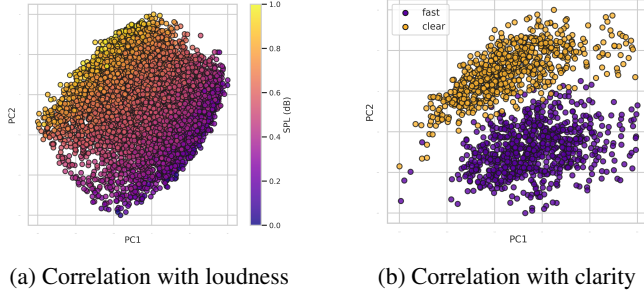 PC2
PC1
1.0
0.8
0.6
0.4
0.2
0.0
SPL (dB)
(a) Correlation with loudness
fast
clear
PC2
PC1
(b) Correlation with clarity